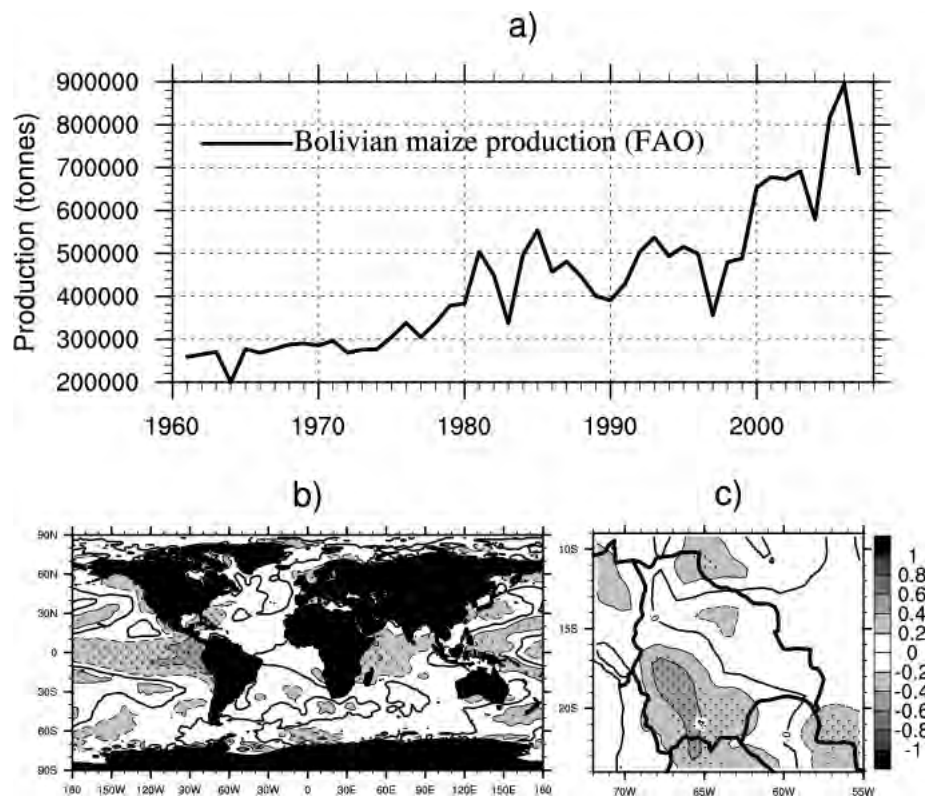 a)
Production (tonnes)
900000
800000
700000
600000
500000
400000
300000
200000
Bolivian maize production (FAO)
1960 1970 1980 1990 2000
b) c)
90N
60N
30N
0
30S
60S
90S
180 150W 120W 90W 60W 30W 0 30E 60E 90E 120E 150E 160
10S
15S
20S
70W 65W 60W 55W
1
0.8
0.6
0.4
0.2
0
-0.2
-0.4
-0.6
-0.8
-1